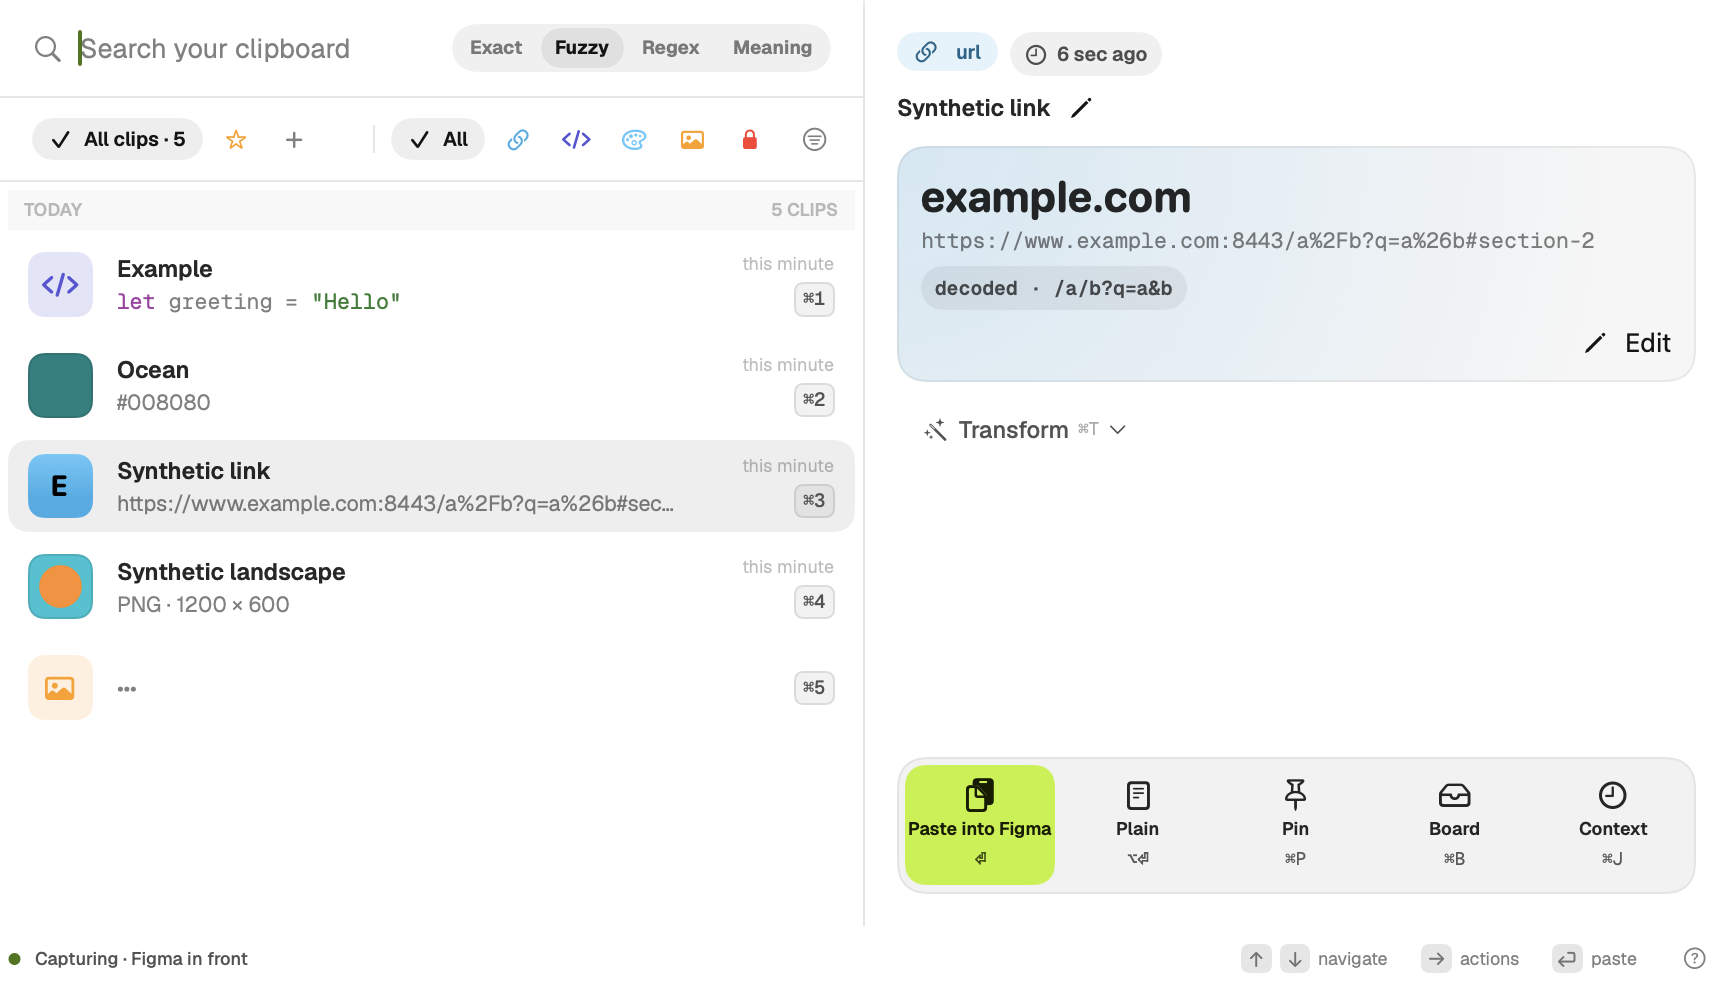 Search your clipboard
Exact Fuzzy Regex Meaning
All clips · 5
All
TODAY
5 CLIPS
Example
this minute
let greeting = "Hello"
⌘1
Ocean
this minute
#008080
⌘2
E
Synthetic link
this minute
https://www.example.com:8443/a%2Fb?q=a%26b#sec…
⌘3
Synthetic landscape
this minute
PNG · 1200 × 600
⌘4
•••
⌘5
url
6 sec ago
Synthetic link
example.com
https://www.example.com:8443/a%2Fb?q=a%26b#section-2
decoded · /a/b?q=a&b
Edit
Transform ⌘T
Paste into Figma
⏎
Plain
⌥⏎
Pin
⌘P
Board
⌘B
Context
⌘J
Capturing · Figma in front
↑ ↓ navigate
→ actions
↩ paste
?